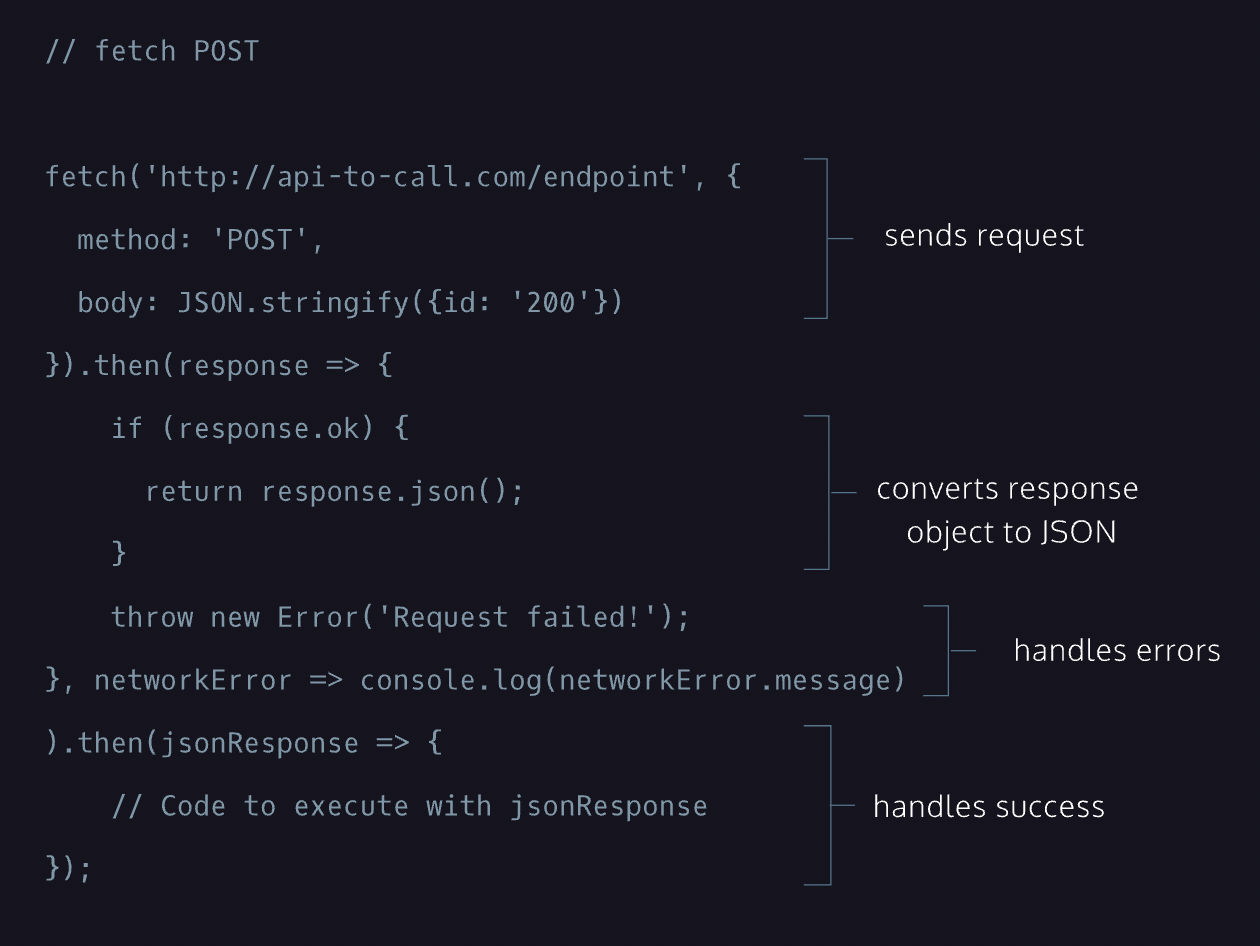 // fetch POST
fetch('http://api-to-call.com/endpoint', {
  method: 'POST',
  body: JSON.stringify({id: '200'})
sends request
}).then(response => {
    if (response.ok) {
      return response.json();
    }
converts response
object to JSON
    throw new Error('Request failed!');
}, networkError => console.log(networkError.message)
handles errors
).then(jsonResponse => {
    // Code to execute with jsonResponse
});
handles success